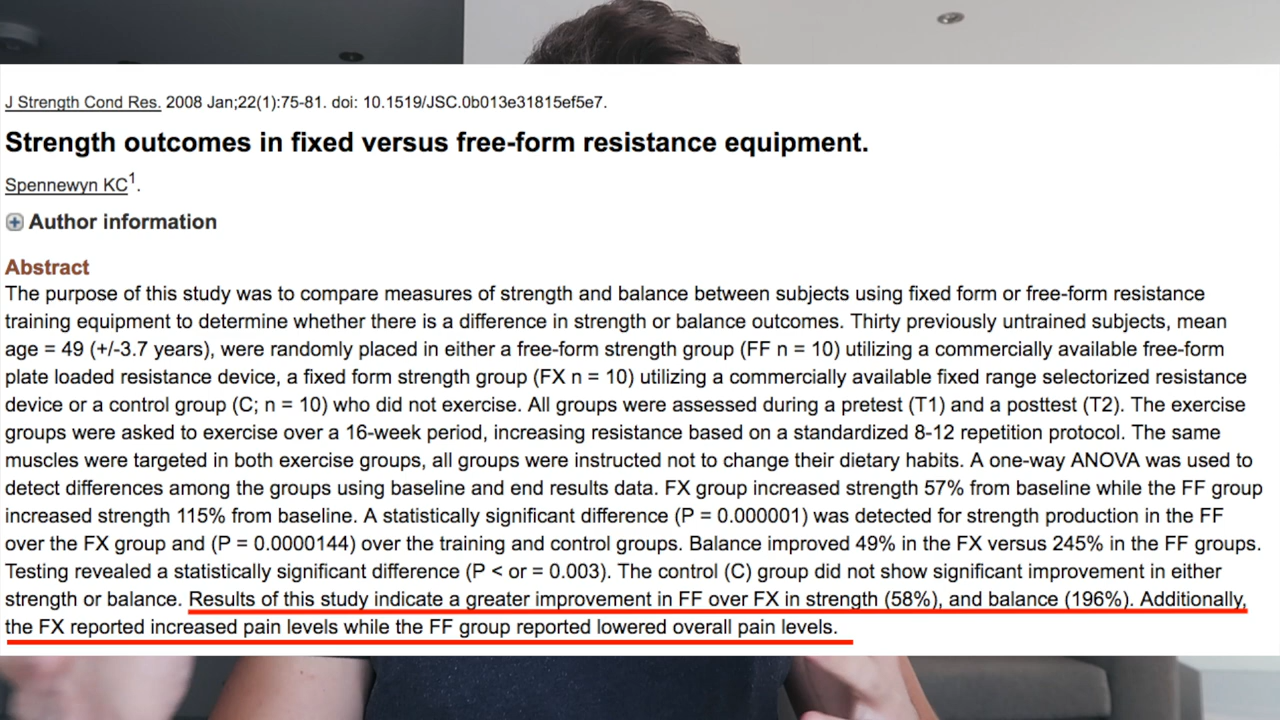 J Strength Cond Res. 2008 Jan;22(1):75-81. doi: 10.1519/JSC.0b013e31815ef5e7.
Strength outcomes in fixed versus free-form resistance equipment.
Spennewyn KC1.
Author information
Abstract
The purpose of this study was to compare measures of strength and balance between subjects using fixed form or free-form resistance
training equipment to determine whether there is a difference in strength or balance outcomes. Thirty previously untrained subjects, mean
age = 49 (+/-3.7 years), were randomly placed in either a free-form strength group (FF n = 10) utilizing a commercially available free-form
plate loaded resistance device, a fixed form strength group (FX n = 10) utilizing a commercially available fixed range selectorized resistance
device or a control group (C; n = 10) who did not exercise. All groups were assessed during a pretest (T1) and a posttest (T2). The exercise
groups were asked to exercise over a 16-week period, increasing resistance based on a standardized 8-12 repetition protocol. The same
muscles were targeted in both exercise groups, all groups were instructed not to change their dietary habits. A one-way ANOVA was used to
detect differences among the groups using baseline and end results data. FX group increased strength 57% from baseline while the FF group
increased strength 115% from baseline. A statistically significant difference (P = 0.000001) was detected for strength production in the FF
over the FX group and (P = 0.0000144) over the training and control groups. Balance improved 49% in the FX versus 245% in the FF groups.
Testing revealed a statistically significant difference (P < or = 0.003). The control (C) group did not show significant improvement in either
strength or balance. Results of this study indicate a greater improvement in FF over FX in strength (58%), and balance (196%). Additionally,
the FX reported increased pain levels while the FF group reported lowered overall pain levels.